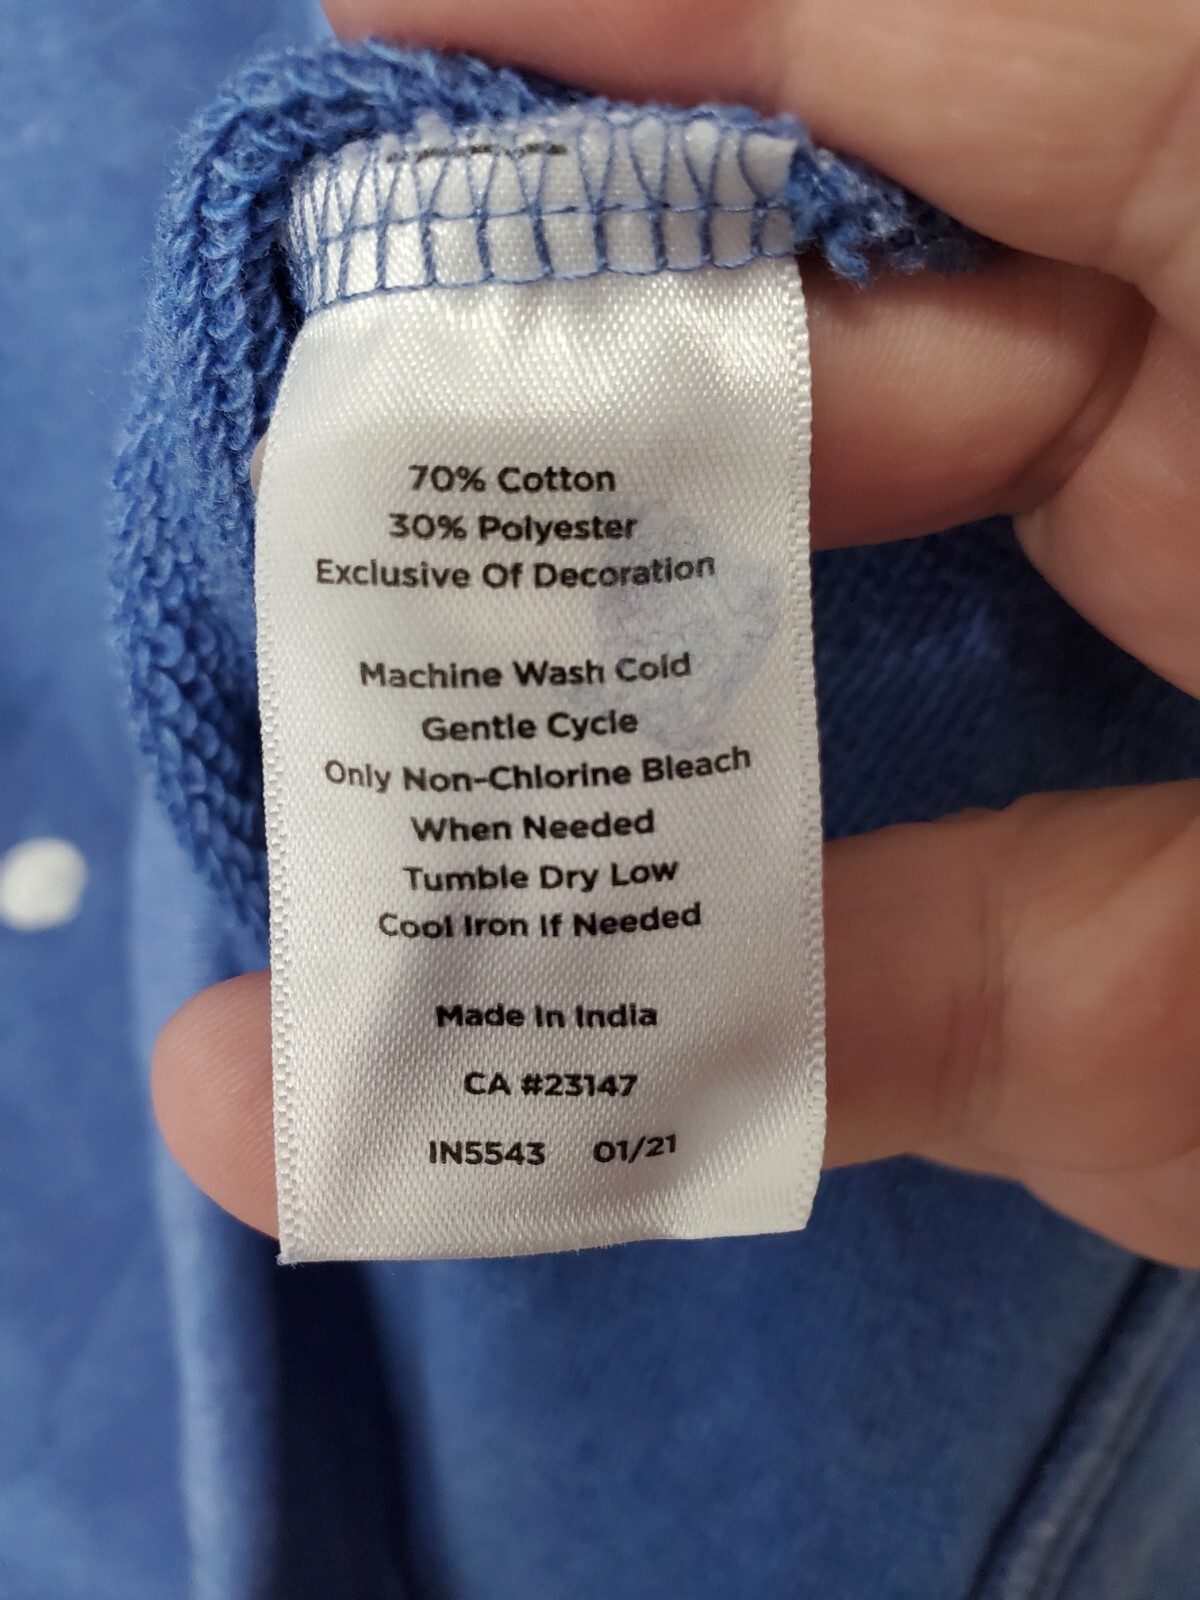 70% Cotton
30% Polyester
Exclusive Of Decoration
Machine Wash Cold
Gentle Cycle
Only Non-Chlorine Bleach
When Needed
Tumble Dry Low
Cool Iron If Needed
Made In India
CA #23147
IN5543 01/21